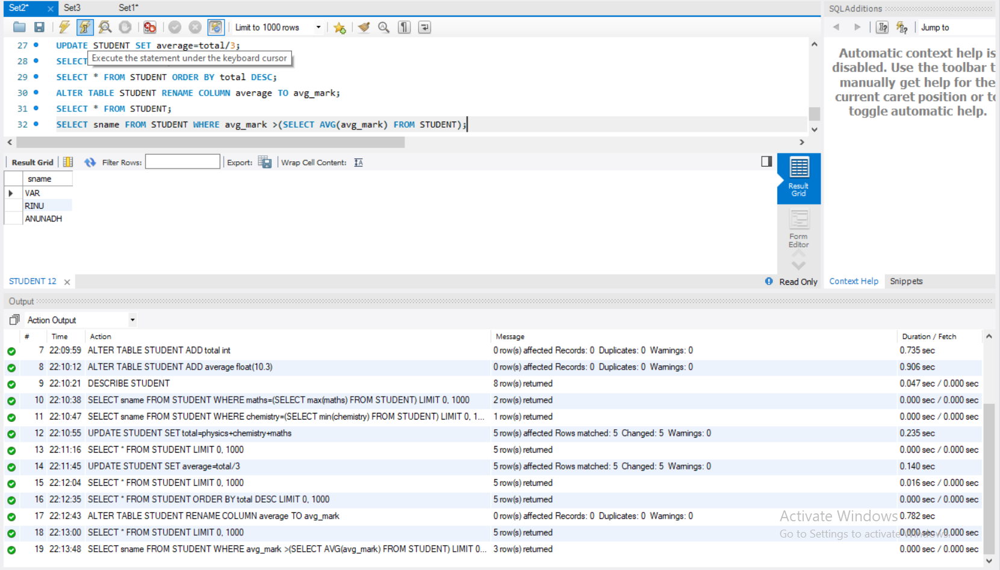 Set2*
Set3
Set1*
SQLAdditions
Limit to 1000 rows
Jump to
27 UPDATE STUDENT SET average=total/3;
Execute the statement under the keyboard cursor
28 SELECT
29 SELECT * FROM STUDENT ORDER BY total DESC;
30 ALTER TABLE STUDENT RENAME COLUMN average TO avg_mark;
31 SELECT * FROM STUDENT;
32 SELECT sname FROM STUDENT WHERE avg_mark >(SELECT AVG(avg_mark) FROM STUDENT);
Automatic context help is
disabled. Use the toolbar t
manually get help for the
current caret position or to
toggle automatic help.
Result Grid Filter Rows: Export: Wrap Cell Content:
sname
VAR
RINU
ANUNADH
Result
Grid
Form
Editor
STUDENT 12
Read Only
Context Help
Snippets
Output
Action Output
# Time Action Message Duration / Fetch
7 22:09:59 ALTER TABLE STUDENT ADD total int 0 row(s) affected Records: 0 Duplicates: 0 Warnings: 0 0.735 sec
8 22:10:12 ALTER TABLE STUDENT ADD average float(10.3) 0 row(s) affected Records: 0 Duplicates: 0 Warnings: 0 0.906 sec
9 22:10:21 DESCRIBE STUDENT 8 row(s) returned 0.047 sec / 0.000 sec
10 22:10:38 SELECT sname FROM STUDENT WHERE maths=(SELECT max(maths) FROM STUDENT) LIMIT 0, 1000 2 row(s) returned 0.000 sec / 0.000 sec
11 22:10:47 SELECT sname FROM STUDENT WHERE chemistry=(SELECT min(chemistry) FROM STUDENT) LIMIT 0, 1... 1 row(s) returned 0.000 sec / 0.000 sec
12 22:10:55 UPDATE STUDENT SET total=physics+chemistry+maths 5 row(s) affected Rows matched: 5 Changed: 5 Warnings: 0 0.235 sec
13 22:11:16 SELECT * FROM STUDENT LIMIT 0, 1000 5 row(s) returned 0.000 sec / 0.000 sec
14 22:11:45 UPDATE STUDENT SET average=total/3 5 row(s) affected Rows matched: 5 Changed: 5 Warnings: 0 0.140 sec
15 22:12:04 SELECT * FROM STUDENT LIMIT 0, 1000 5 row(s) returned 0.016 sec / 0.000 sec
16 22:12:35 SELECT * FROM STUDENT ORDER BY total DESC LIMIT 0, 1000 5 row(s) returned 0.000 sec / 0.000 sec
17 22:12:43 ALTER TABLE STUDENT RENAME COLUMN average TO avg_mark 0 row(s) affected Records: 0 Duplicates: 0 Warnings: 0 0.782 sec
18 22:13:00 SELECT * FROM STUDENT LIMIT 0, 1000 5 row(s) returned 0.000 sec / 0.000 sec
19 22:13:48 SELECT sname FROM STUDENT WHERE avg_mark >(SELECT AVG(avg_mark) FROM STUDENT) LIMIT 0... 3 row(s) returned 0.000 sec / 0.000 sec
Activate Windows
Go to Settings to activate Windows.